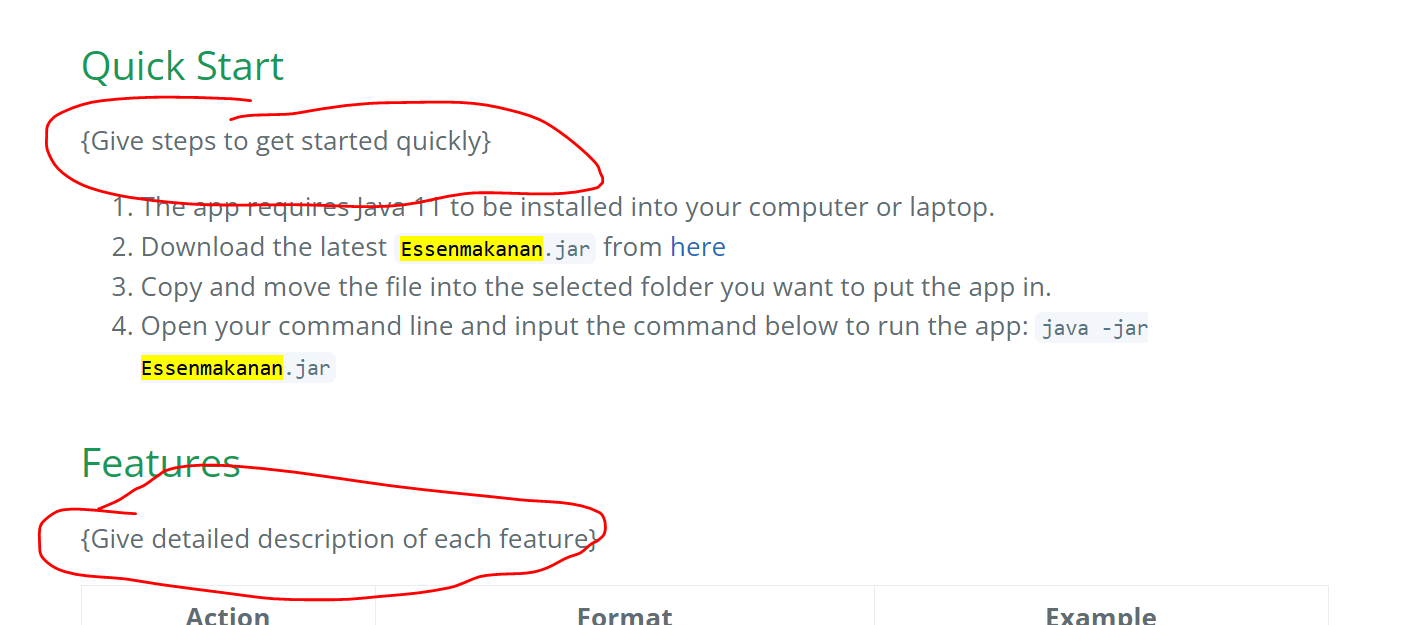 Quick Start
{Give steps to get started quickly}
1. The app requires Java 11 to be installed into your computer or laptop.
2. Download the latest Essenmakanan.jar from here
3. Copy and move the file into the selected folder you want to put the app in.
4. Open your command line and input the command below to run the app: java -jar
Essenmakanan.jar
Features
{Give detailed description of each feature}
Action Format Example